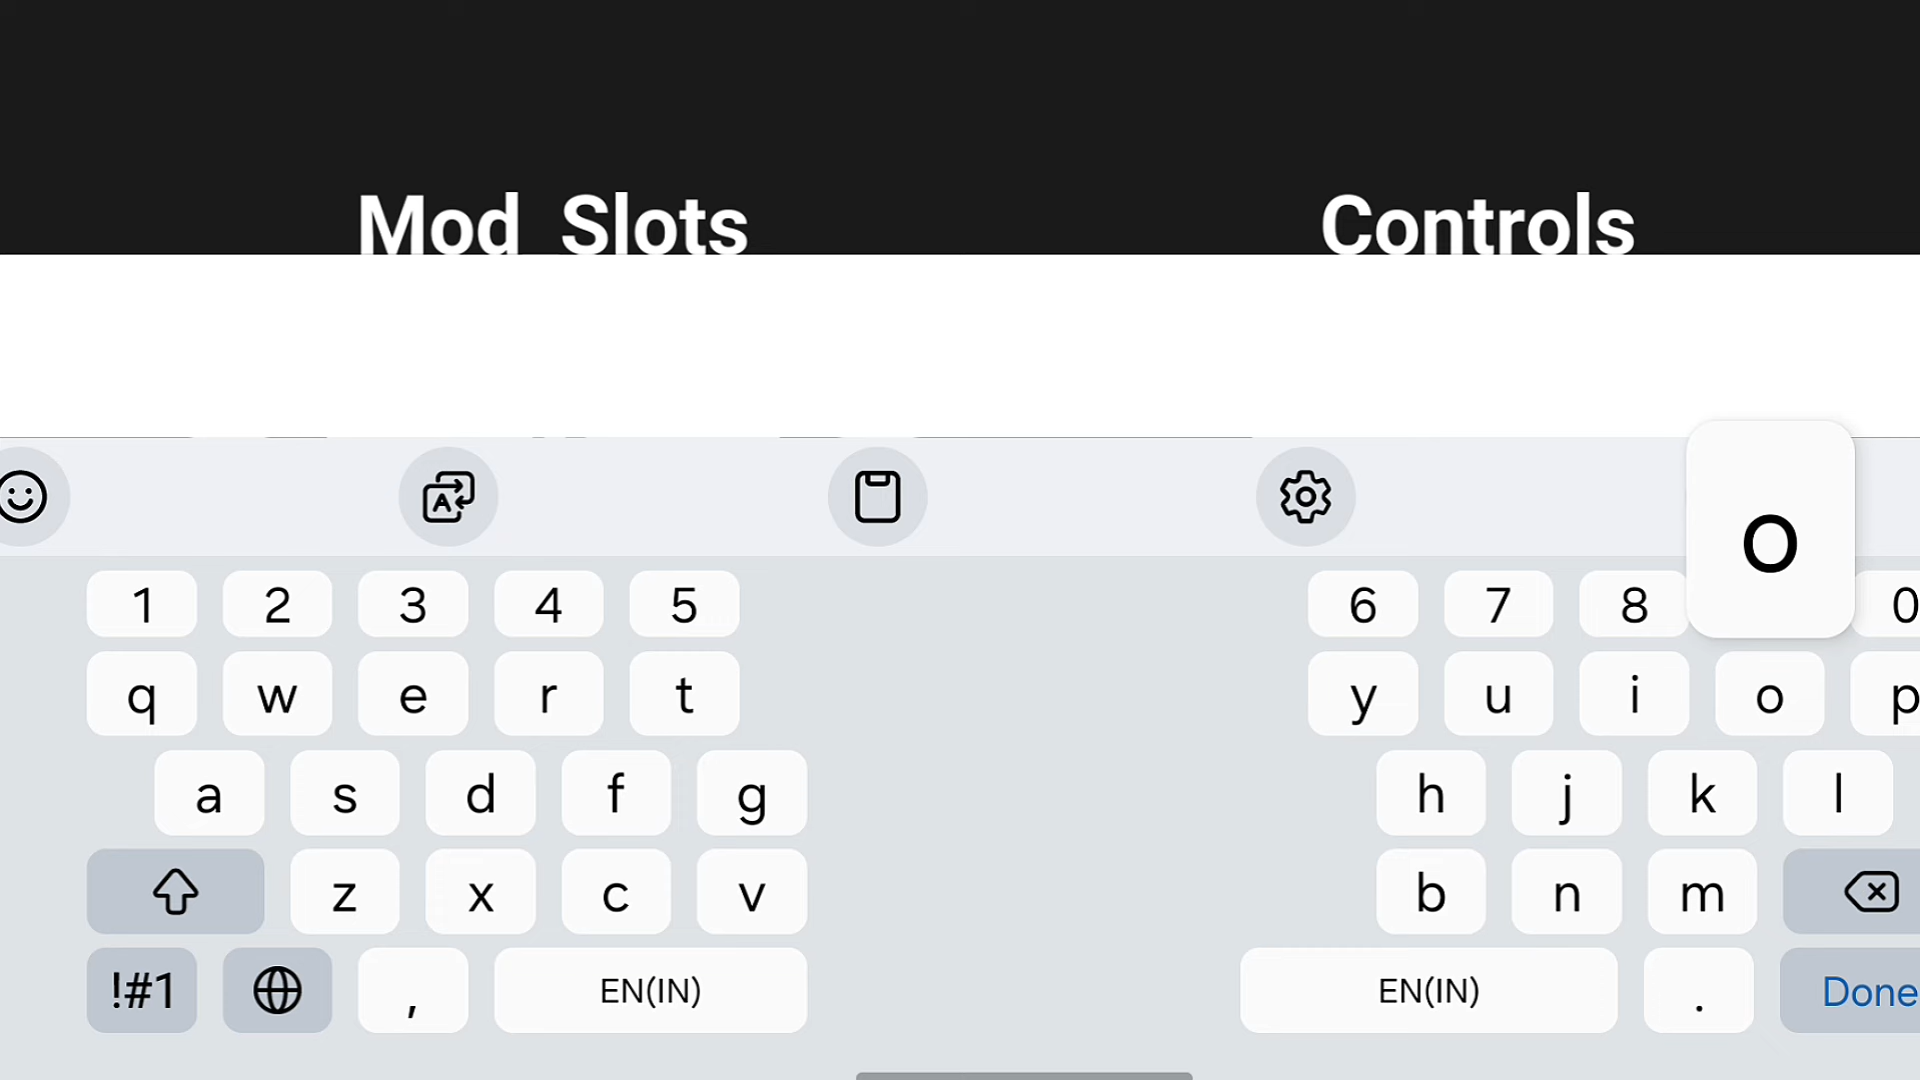 Mod Slots Controls
o
1 2 3 4 5 6 7 8 0
q w e r t y u i o p
a s d f g h j k l
z x c v b n m
!#1 , EN(IN) EN(IN) . Done